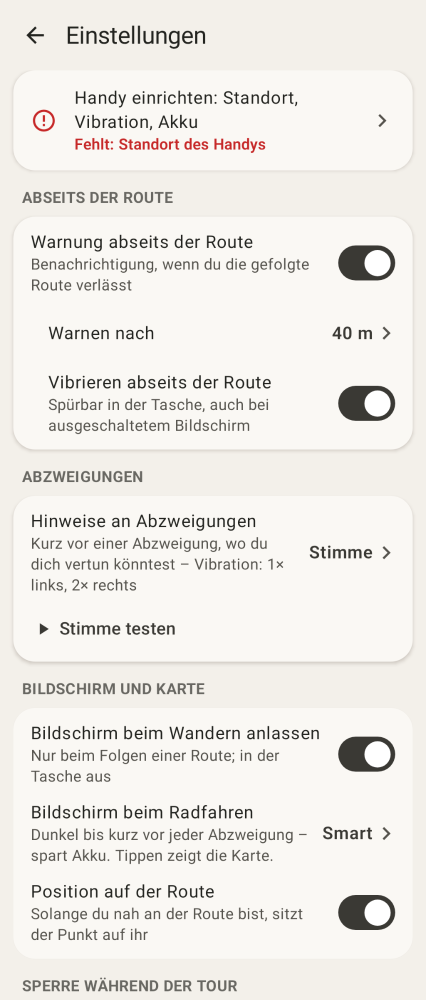 Einstellungen
Handy einrichten: Standort,
Vibration, Akku
Fehlt: Standort des Handys
ABSEITS DER ROUTE
Warnung abseits der Route
Benachrichtigung, wenn du die gefolgte
Route verlässt
Warnen nach
40 m
Vibrieren abseits der Route
Spürbar in der Tasche, auch bei
ausgeschaltetem Bildschirm
ABZWEIGUNGEN
Hinweise an Abzweigungen
Kurz vor einer Abzweigung, wo du
dich vertun könntest – Vibration: 1×
links, 2× rechts
Stimme
Stimme testen
BILDSCHIRM UND KARTE
Bildschirm beim Wandern anlassen
Nur beim Folgen einer Route; in der
Tasche aus
Bildschirm beim Radfahren
Dunkel bis kurz vor jeder Abzweigung –
spart Akku. Tippen zeigt die Karte.
Smart
Position auf der Route
Solange du nah an der Route bist, sitzt
der Punkt auf ihr
SPERRE WÄHREND DER TOUR